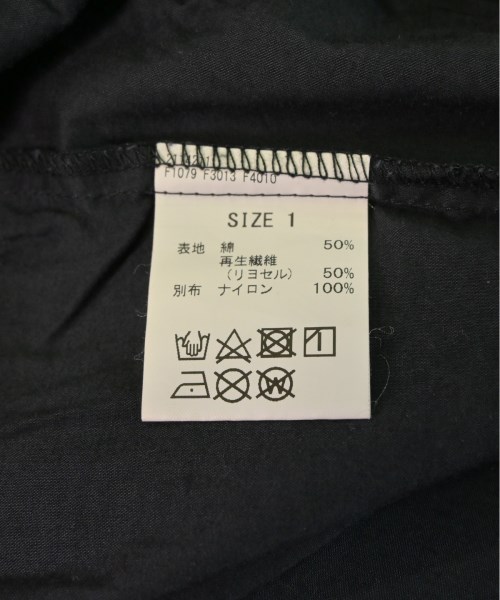 F1079 F3013 F4010
SIZE 1
表地 綿 50%
再生繊維
(リヨセル) 50%
別布 ナイロン 100%